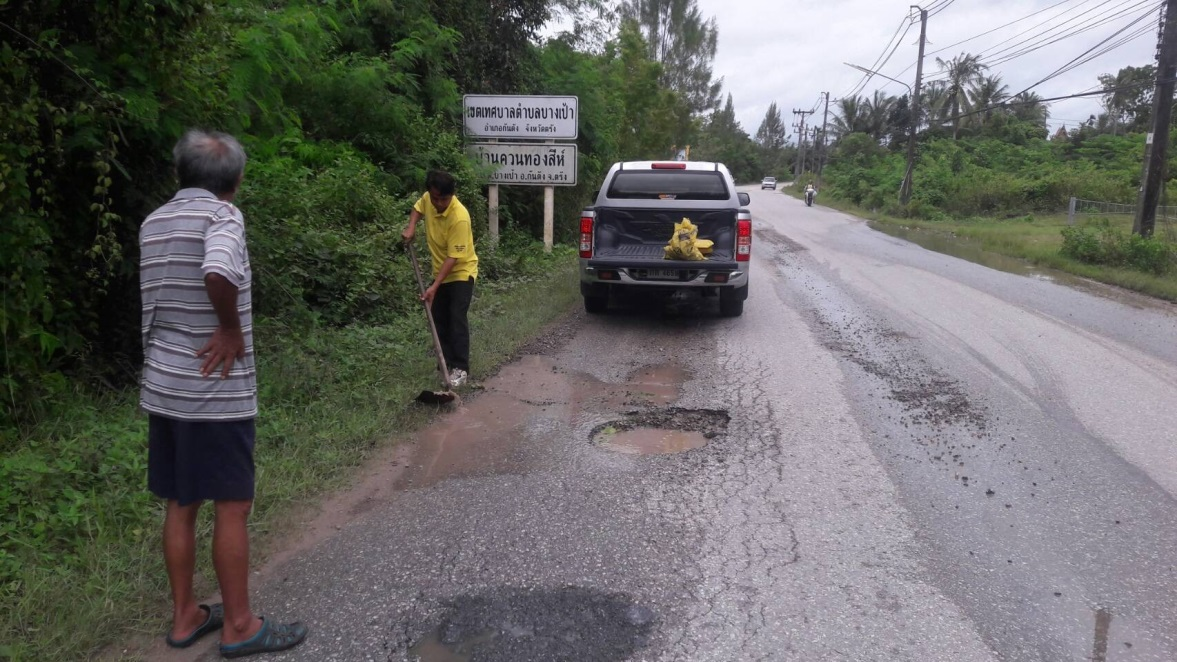 เขตเทศบาลตำบลบางเป้า
อำเภอกันตัง จังหวัดตรัง
บ้านควนทองสีห์
บางเป้า อ.กันตัง จ.ตรัง